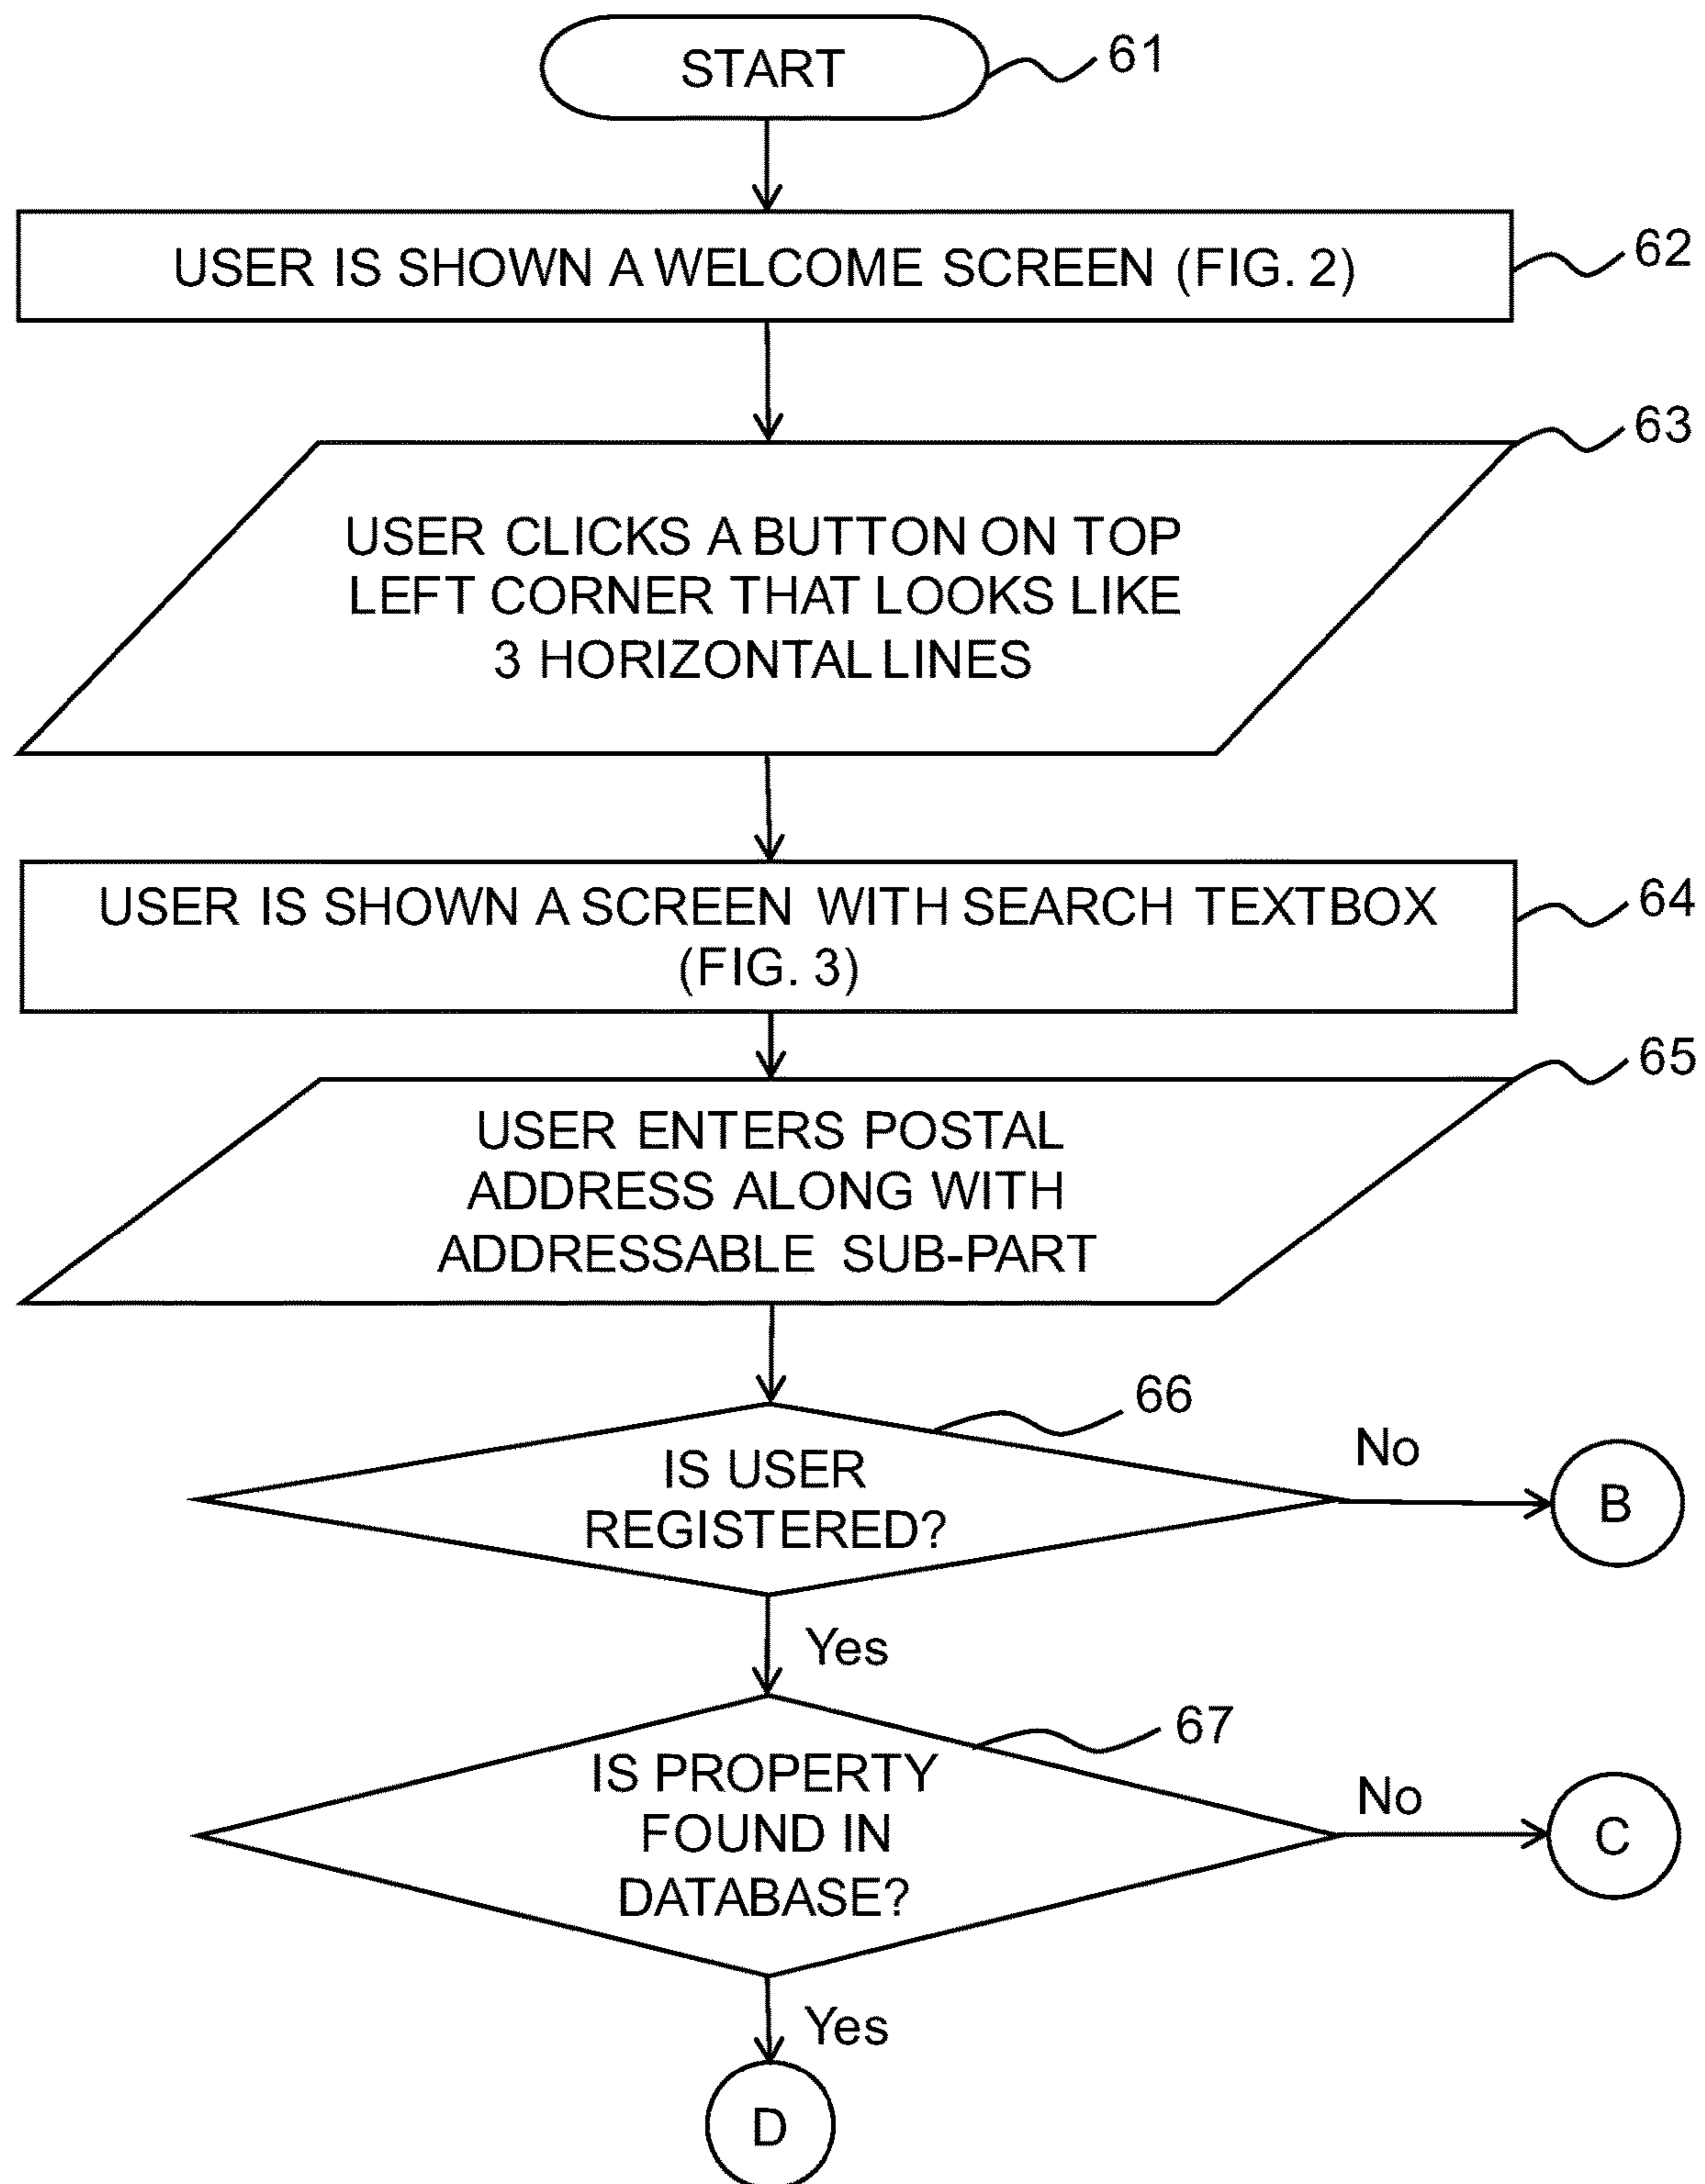 START
61
USER IS SHOWN A WELCOME SCREEN (FIG. 2)
62
63
USER CLICKS A BUTTON ON TOP
LEFT CORNER THAT LOOKS LIKE
3 HORIZONTAL LINES
USER IS SHOWN A SCREEN WITH SEARCH TEXTBOX
(FIG. 3)
64
65
USER ENTERS POSTAL
ADDRESS ALONG WITH
ADDRESSABLE SUB-PART
66
IS USER
REGISTERED?
No
B
Yes
67
IS PROPERTY
FOUND IN
DATABASE?
No
C
Yes
D